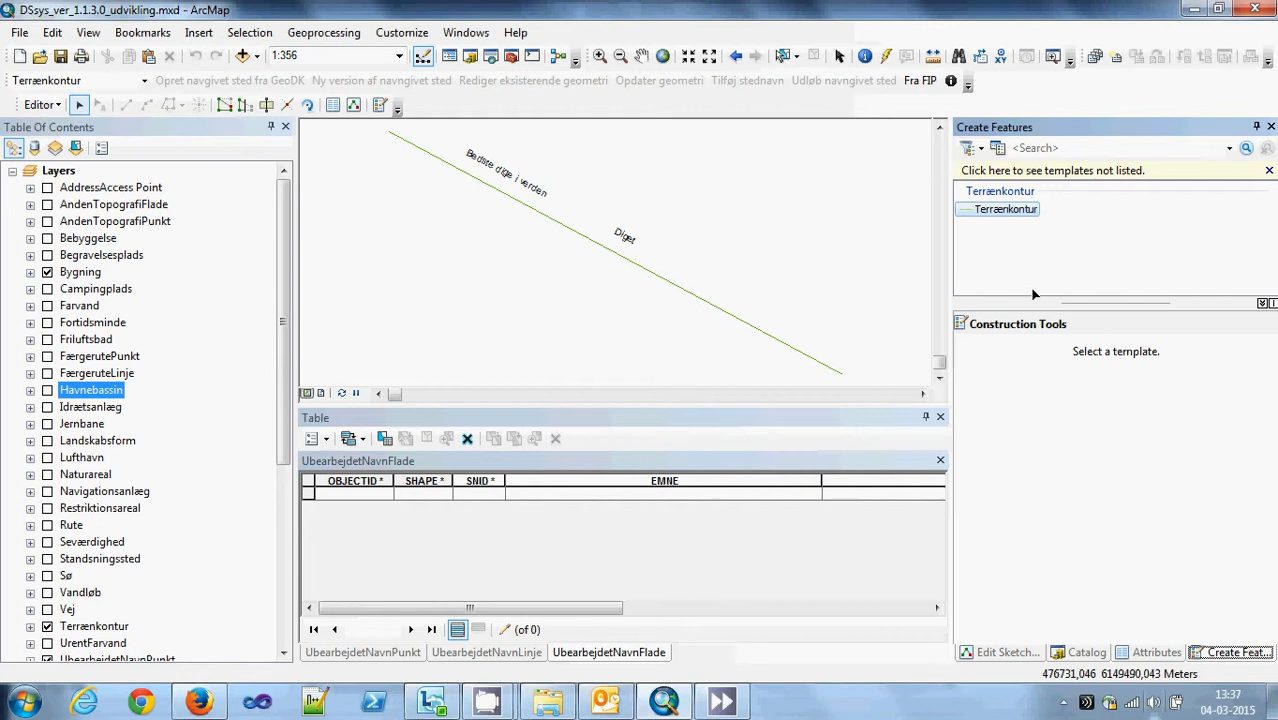 DSsys_ver_1.1.3.0_udvikling.mxd - ArcMap
File Edit View Bookmarks Insert Selection Geoprocessing Customize Windows Help
1:356
Terrænkontur Opret navgivet sted fra GeoDK Ny version af navngivet sted Rediger eksisterende geometri Opdater geometri Tilføj stednavn Udløb navngivet sted Fra FIP
Editor
Table Of Contents
Layers
AddressAccess Point
AndenTopografiFlade
AndenTopografiPunkt
Bebyggelse
Begravelsesplads
Bygning
Campingplads
Farvand
Fortidsminde
Friluftsbad
FærgerutePunkt
FærgeruteLinje
Havnebassin
Idrætsanlæg
Jernbane
Landskabsform
Lufthavn
Naturareal
Navigationsanlæg
Restriktionsareal
Rute
Seværdighed
Standsningssted
Sø
Vandløb
Vej
Terrænkontur
UrentFarvand
UbearbejdetNavnPunkt
Bedste dige i verden
Diget
Table
UbearbejdetNavnFlade
OBJECTID * SHAPE * SNID * EMNE
(of 0)
UbearbejdetNavnPunkt UbearbejdetNavnLinje UbearbejdetNavnFlade
Create Features
<Search>
Click here to see templates not listed.
Terrænkontur
Terrænkontur
Construction Tools
Select a template.
Edit Sketch... Catalog Attributes Create Feat...
476731,046 6149490,043 Meters
13:37
04-03-2015